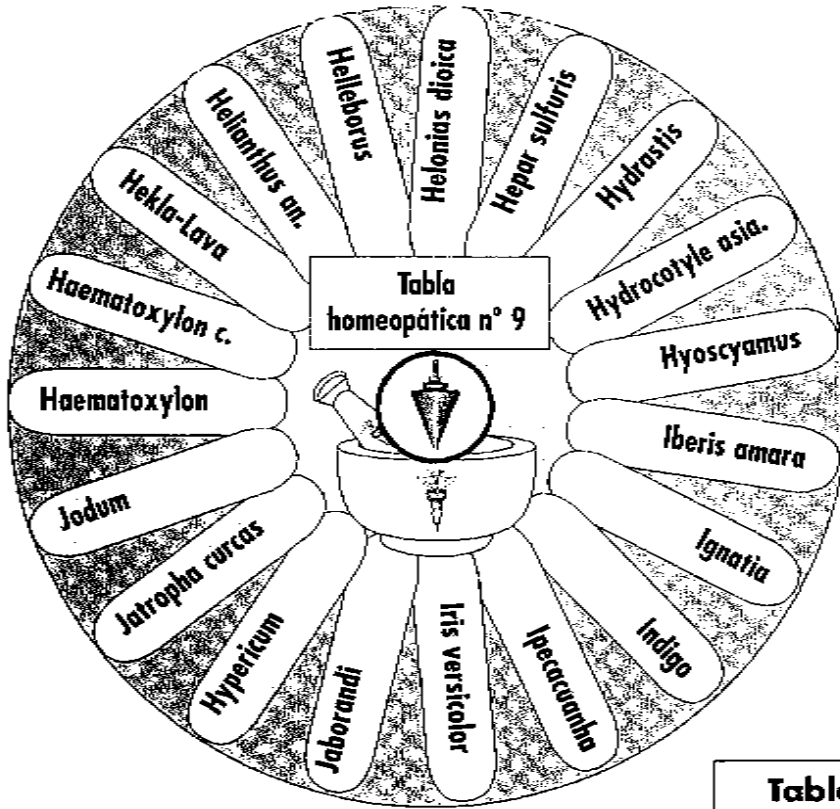 Helonias dioica
Hepar sulfuris
Hydrastis
Hydrocotyle asia.
Hyoscyamus
Iberis amara
Ignatia
Indigo
Ipecacuanha
Iris versicolor
Jaborandi
Hypericum
Jatropha curcas
Jodum
Haematoxylon
Haematoxylon c.
Hekla-Lava
Helianthus an.
Helleborus
Tabla
homeopática n° 9
Tabl